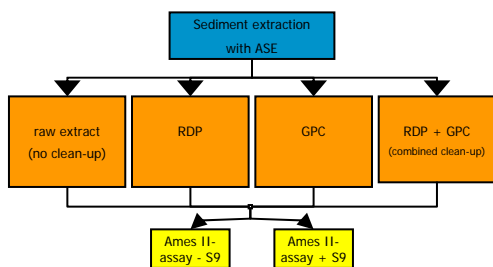 Sediment extraction
with ASE
raw extract
(no clean-up)
RDP
GPC
RDP + GPC
(combined clean-up)
Ames II-
assay - S9
Ames II-
assay + S9